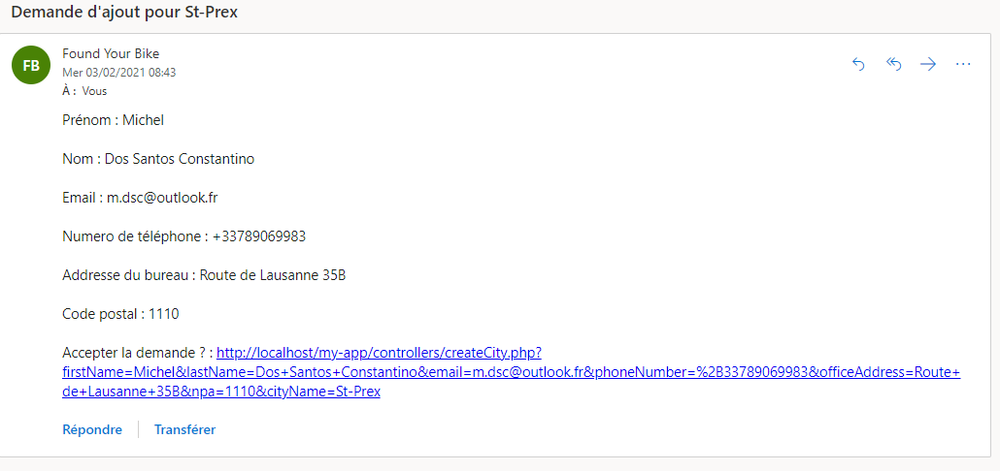 Demande d'ajout pour St-Prex
FB
Found Your Bike
Mer 03/02/2021 08:43
À : Vous
Prénom : Michel
Nom : Dos Santos Constantino
Email : m.dsc@outlook.fr
Numero de téléphone : +33789069983
Addresse du bureau : Route de Lausanne 35B
Code postal : 1110
Accepter la demande ? : http://localhost/my-app/controllers/createCity.php?
firstName=Michel&lastName=Dos+Santos+Constantino&email=m.dsc@outlook.fr&phoneNumber=%2B33789069983&officeAddress=Route+
de+Lausanne+35B&npa=1110&cityName=St-Prex
Répondre
Transférer